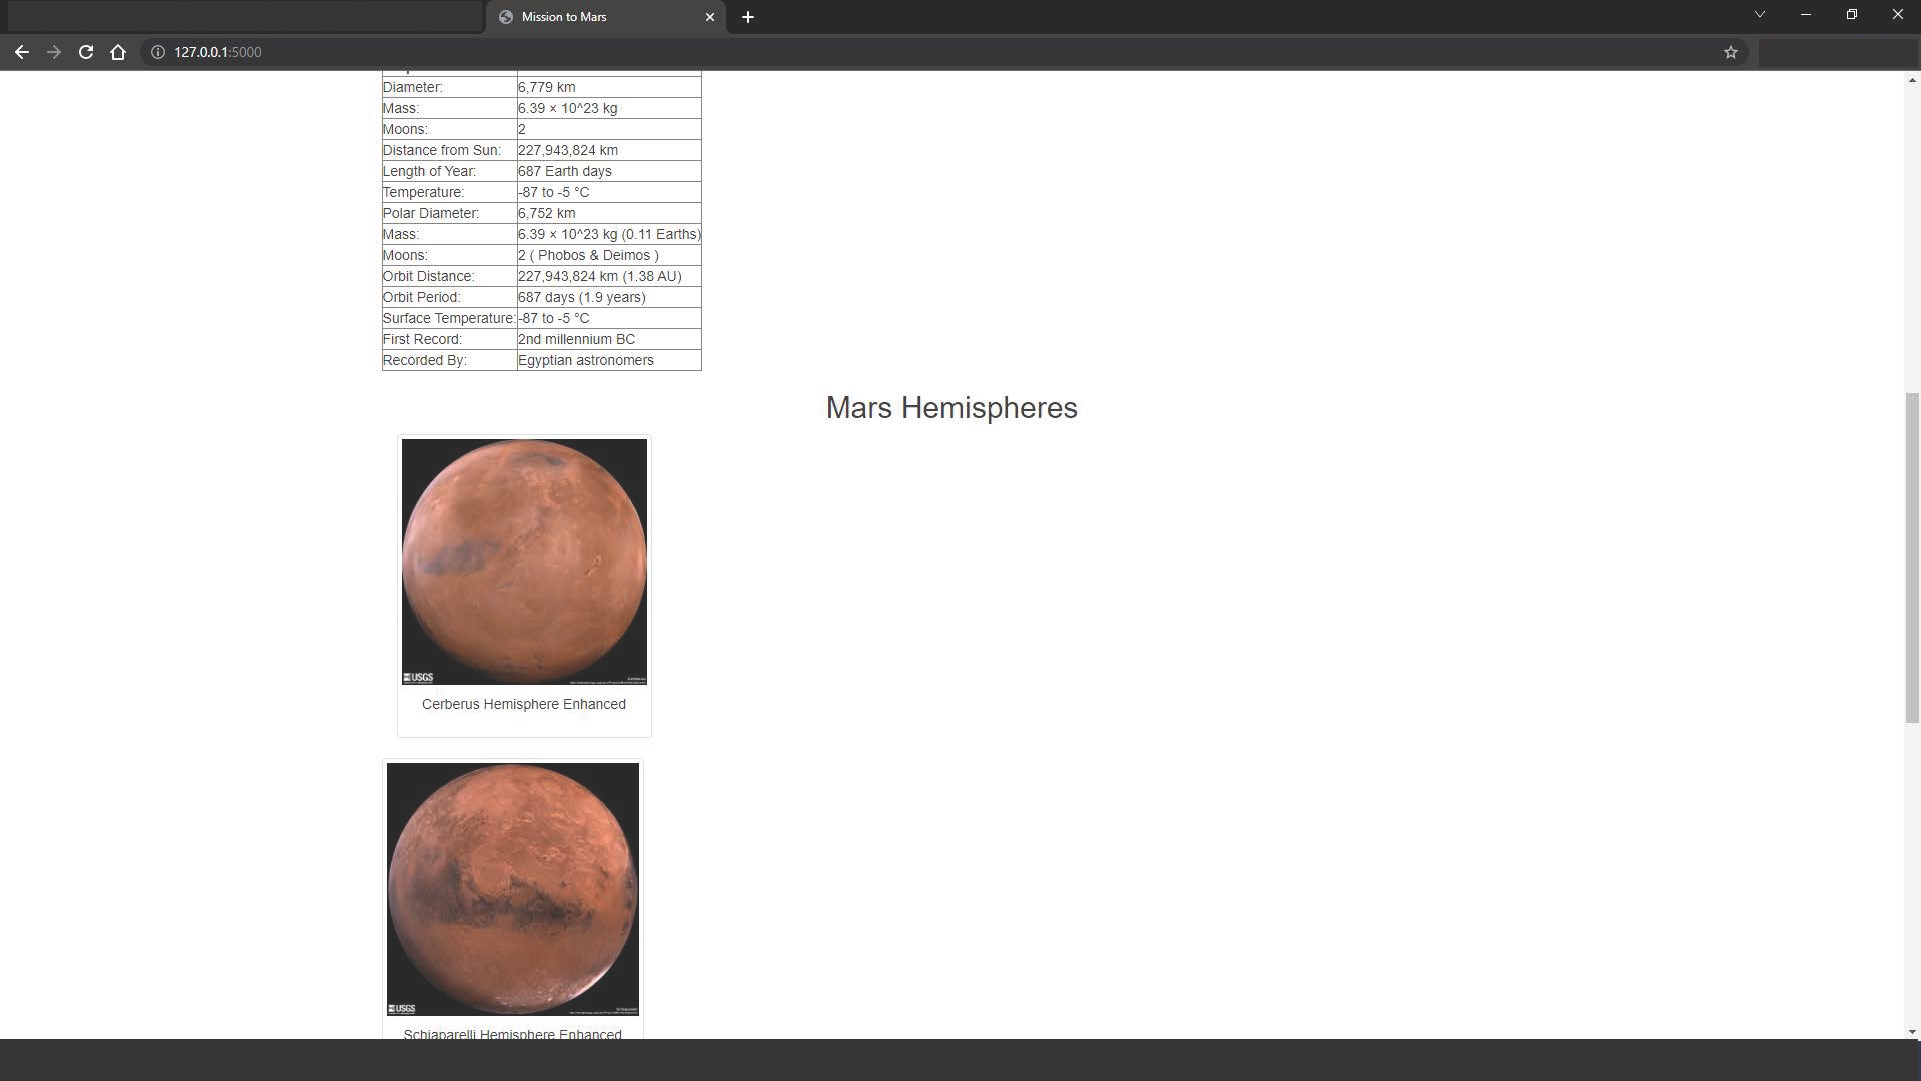 Mission to Mars
127.0.0.1:5000
Diameter: 6,779 km
Mass: 6.39 × 10^23 kg
Moons: 2
Distance from Sun: 227,943,824 km
Length of Year: 687 Earth days
Temperature: -87 to -5 °C
Polar Diameter: 6,752 km
Mass: 6.39 × 10^23 kg (0.11 Earths)
Moons: 2 ( Phobos & Deimos )
Orbit Distance: 227,943,824 km (1.38 AU)
Orbit Period: 687 days (1.9 years)
Surface Temperature: -87 to -5 °C
First Record: 2nd millennium BC
Recorded By: Egyptian astronomers
Mars Hemispheres
USGS
Cerberus Hemisphere Enhanced
USGS
Schiaparelli Hemisphere Enhanced